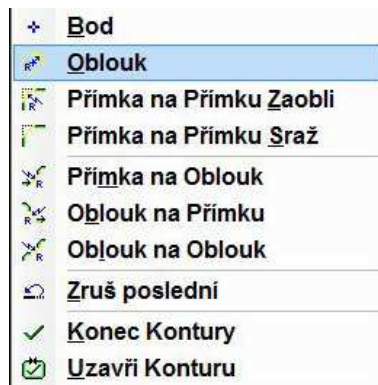 Bod
Oblouk
Přímka na Přímku Zaobli
Přímka na Přímku Sraž
Přímka na Oblouk
Oblouk na Přímku
Oblouk na Oblouk
Zruš poslední
Konec Kontury
Uzavři Konturu